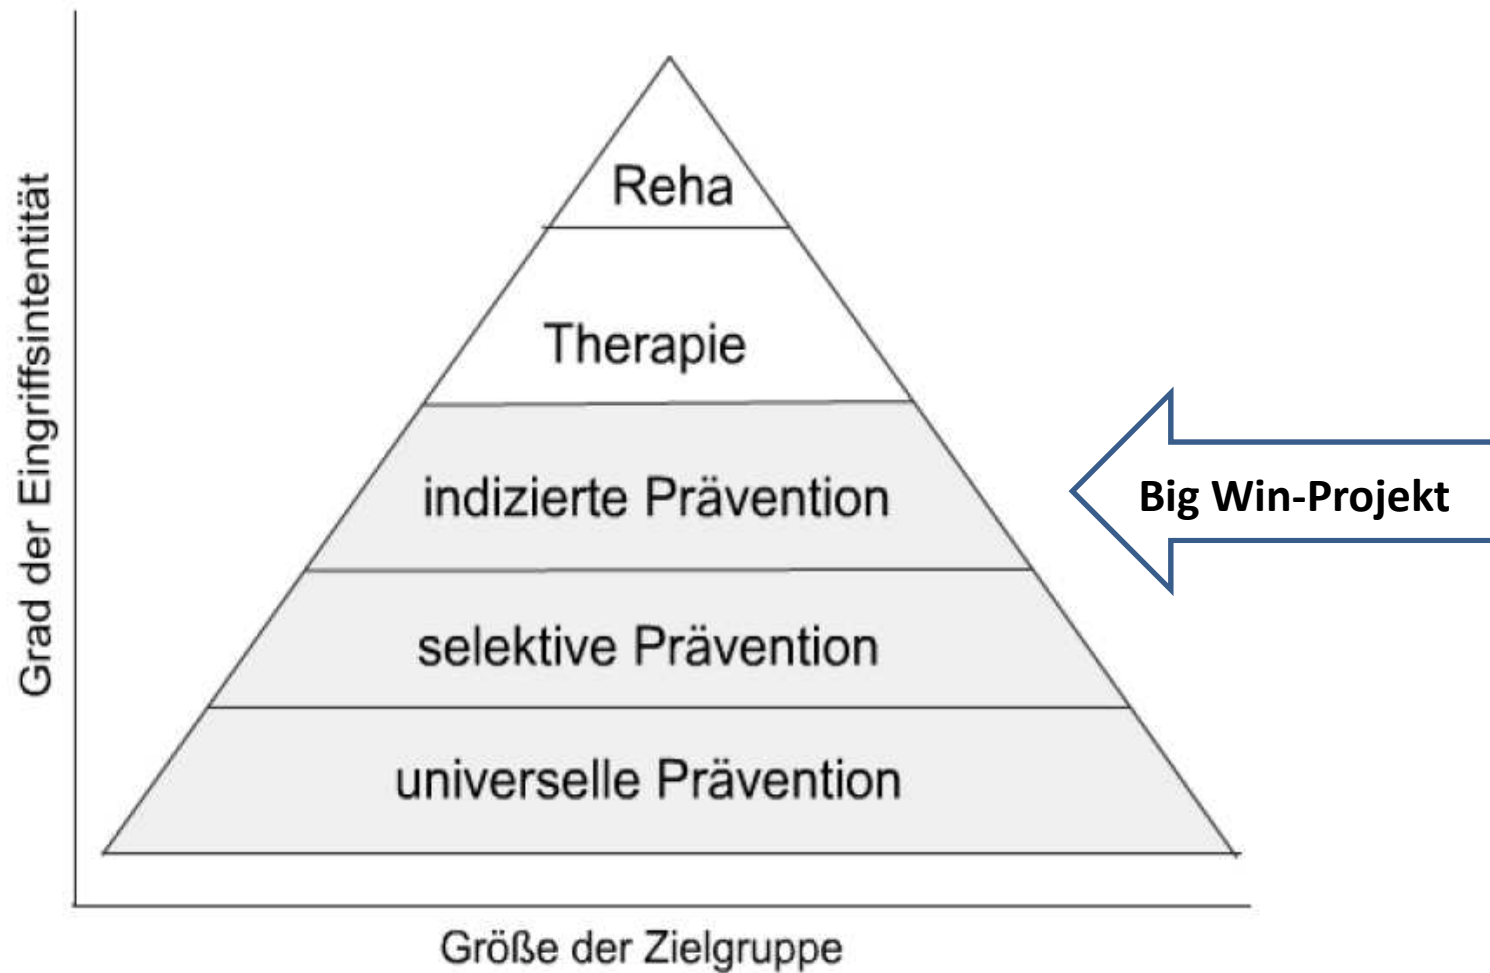 Grad der Eingriffsintentität
Reha
Therapie
indizierte Prävention
Big Win-Projekt
selektive Prävention
universelle Prävention
Größe der Zielgruppe